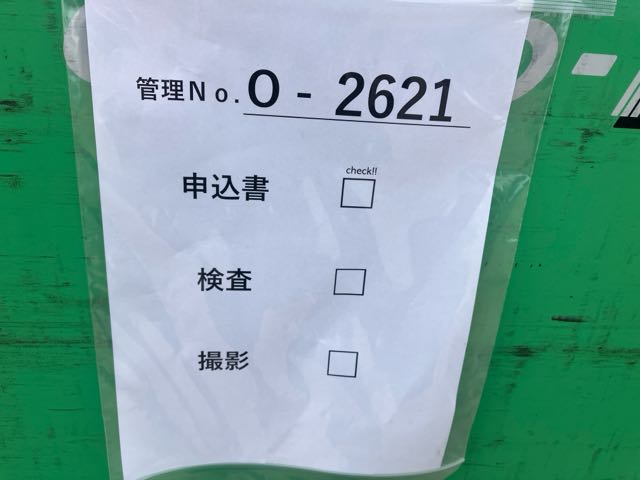 管理No. O - 2621
check!!
申込書 □
検査 □
撮影 □